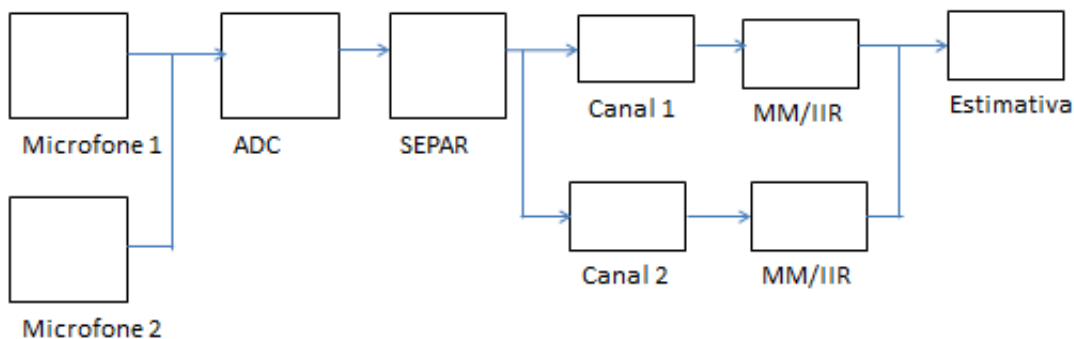 Microfone 1
ADC
SEPAR
Canal 1
MM/IIR
Estimativa
Canal 2
MM/IIR
Microfone 2